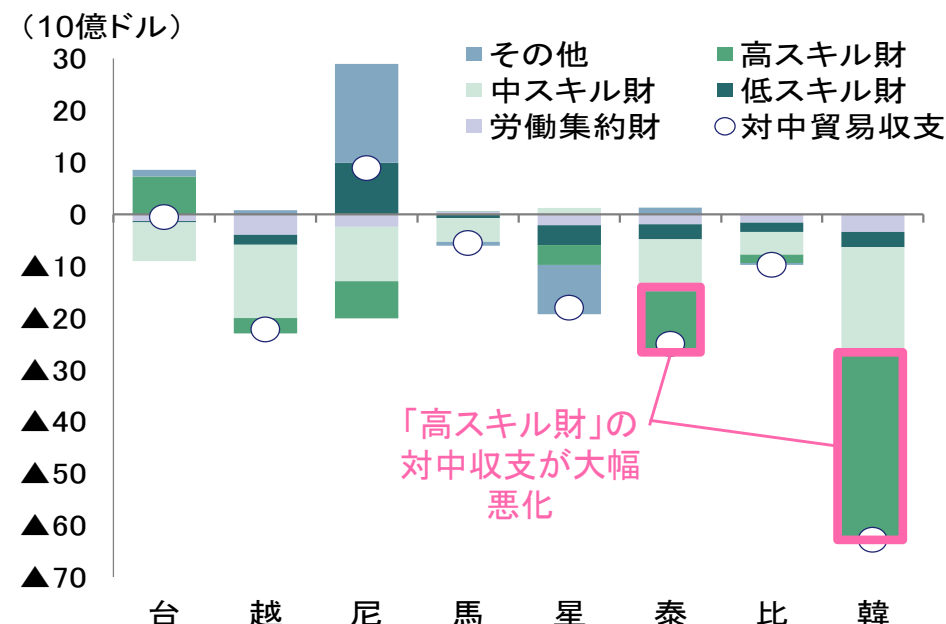 （10億ドル）
30
20
10
0
▲10
▲20
▲30
▲40
▲50
▲60
▲70
その他
高スキル財
中スキル財
低スキル財
労働集約財
対中貿易収支
「高スキル財」の
対中収支が大幅
悪化
台 越 尼 馬 星 泰 比 韓